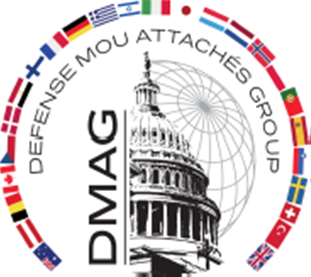 DEFENSE MOU ATTACHÉS GROUP
DMAG